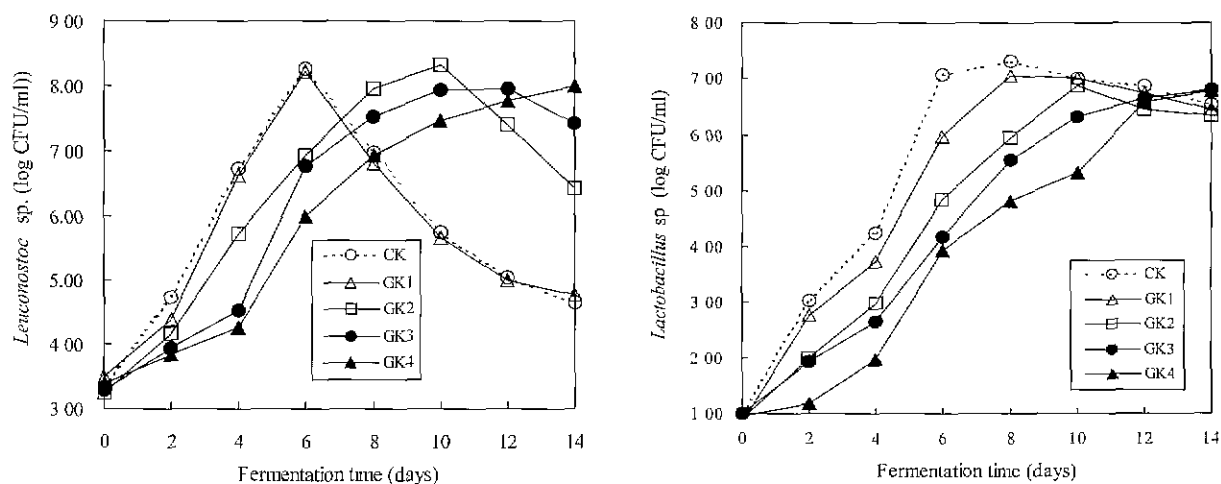 9 00
8.00
7.00
6.00
5.00
4 00
3 00
Leuconostoc sp. (log CFU/ml))
0 2 4 6 8 10 12 14
Fermentation time (days)
CK
GK1
GK2
GK3
GK4
8 00
7 00
6 00
5 00
4 00
3 00
2 00
1 00
Lactobacillus sp (log CFU/ml)
0 2 4 6 8 10 12 14
Fermentation time (days)
CK
GK1
GK2
GK3
GK4